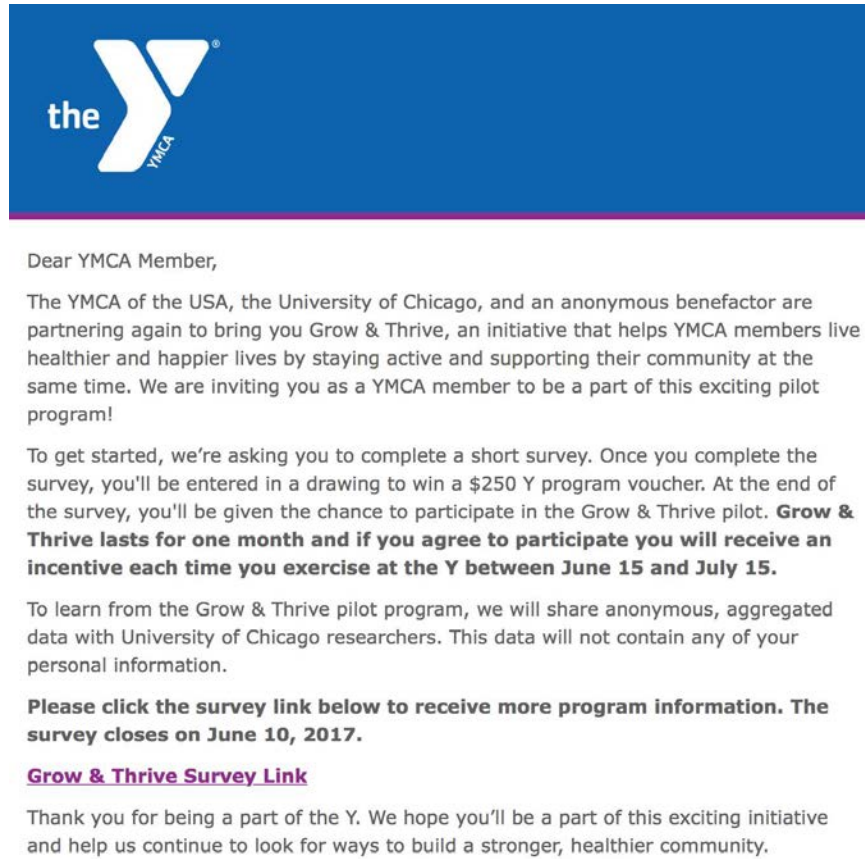 the
YMCA
®
Dear YMCA Member,
The YMCA of the USA, the University of Chicago, and an anonymous benefactor are
partnering again to bring you Grow & Thrive, an initiative that helps YMCA members live
healthier and happier lives by staying active and supporting their community at the
same time. We are inviting you as a YMCA member to be a part of this exciting pilot
program!
To get started, we’re asking you to complete a short survey. Once you complete the
survey, you'll be entered in a drawing to win a $250 Y program voucher. At the end of
the survey, you'll be given the chance to participate in the Grow & Thrive pilot. Grow &
Thrive lasts for one month and if you agree to participate you will receive an
incentive each time you exercise at the Y between June 15 and July 15.
To learn from the Grow & Thrive pilot program, we will share anonymous, aggregated
data with University of Chicago researchers. This data will not contain any of your
personal information.
Please click the survey link below to receive more program information. The
survey closes on June 10, 2017.
Grow & Thrive Survey Link
Thank you for being a part of the Y. We hope you’ll be a part of this exciting initiative
and help us continue to look for ways to build a stronger, healthier community.